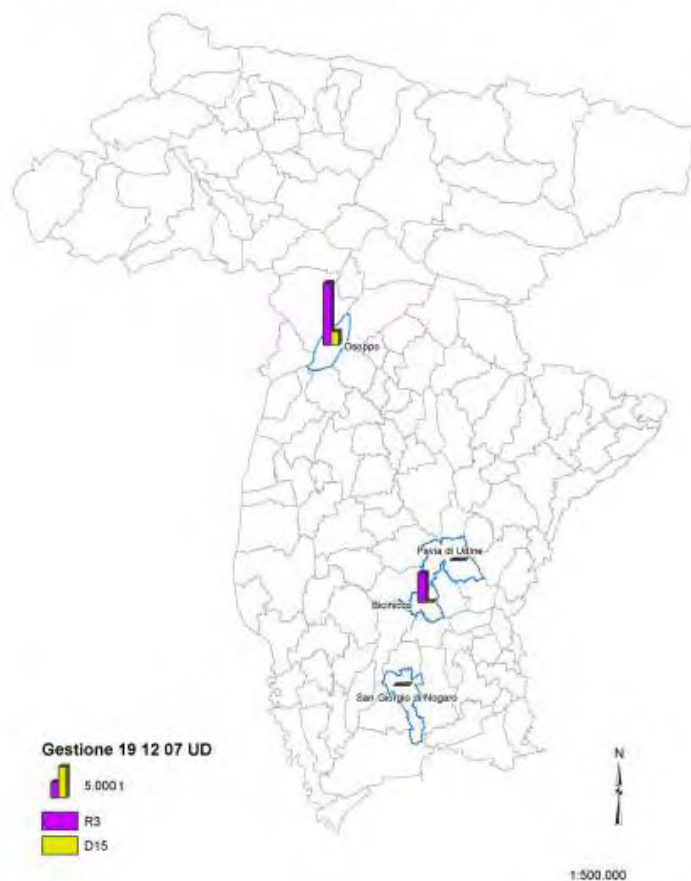 Osoppo
Pavia di Udine
Bicinicco
San Giorgio di Nogaro
Gestione 19 12 07 UD
5.000 t
R3
D15
N
1:500.000